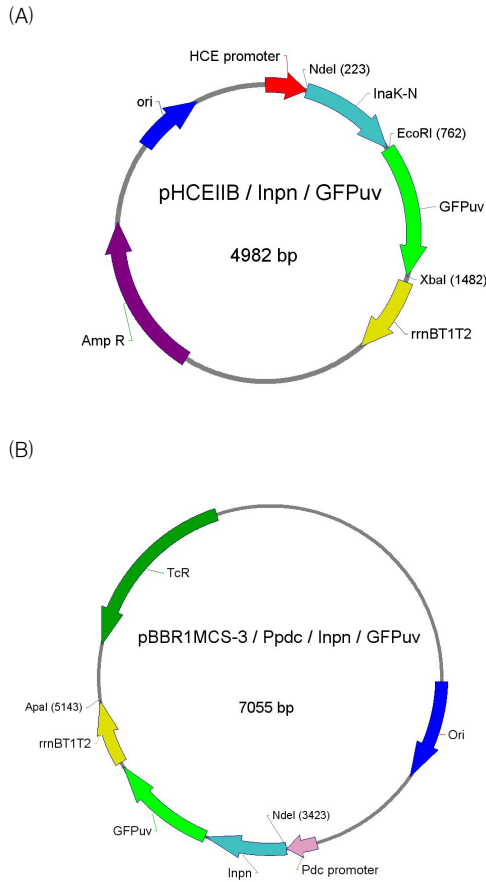 (A)
HCE promoter
NdeI (223)
InaK-N
ori
EcoRI (762)
pHCEIIB / Inpn / GFPuv
GFPuv
4982 bp
XbaI (1482)
Amp R
rrnBT1T2
(B)
TcR
pBBR1MCS-3 / Ppdc / Inpn / GFPuv
ApaI (5143)
7055 bp
rrnBT1T2
Ori
NdeI (3423)
GFPuv
Inpn
Pdc promoter